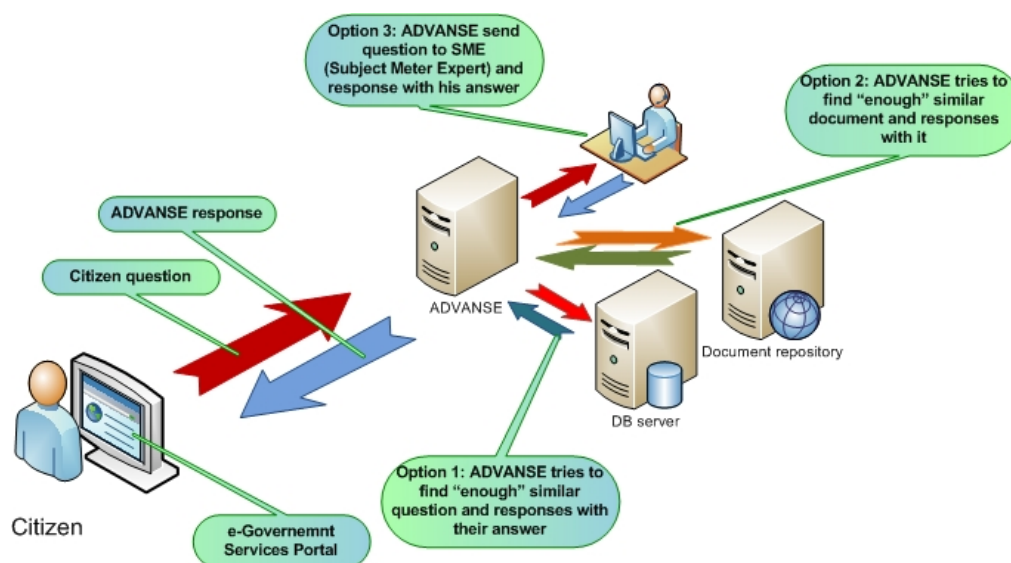 Option 3: ADVANSE send
question to SME
(Subject Meter Expert) and
response with his answer
Option 2: ADVANSE tries to
find “enough” similar
document and responses
with it
ADVANSE response
Citizen question
ADVANSE
Document repository
DB server
Option 1: ADVANSE tries to
find “enough” similar
question and responses with
their answer
Citizen
e-Governemnt
Services Portal